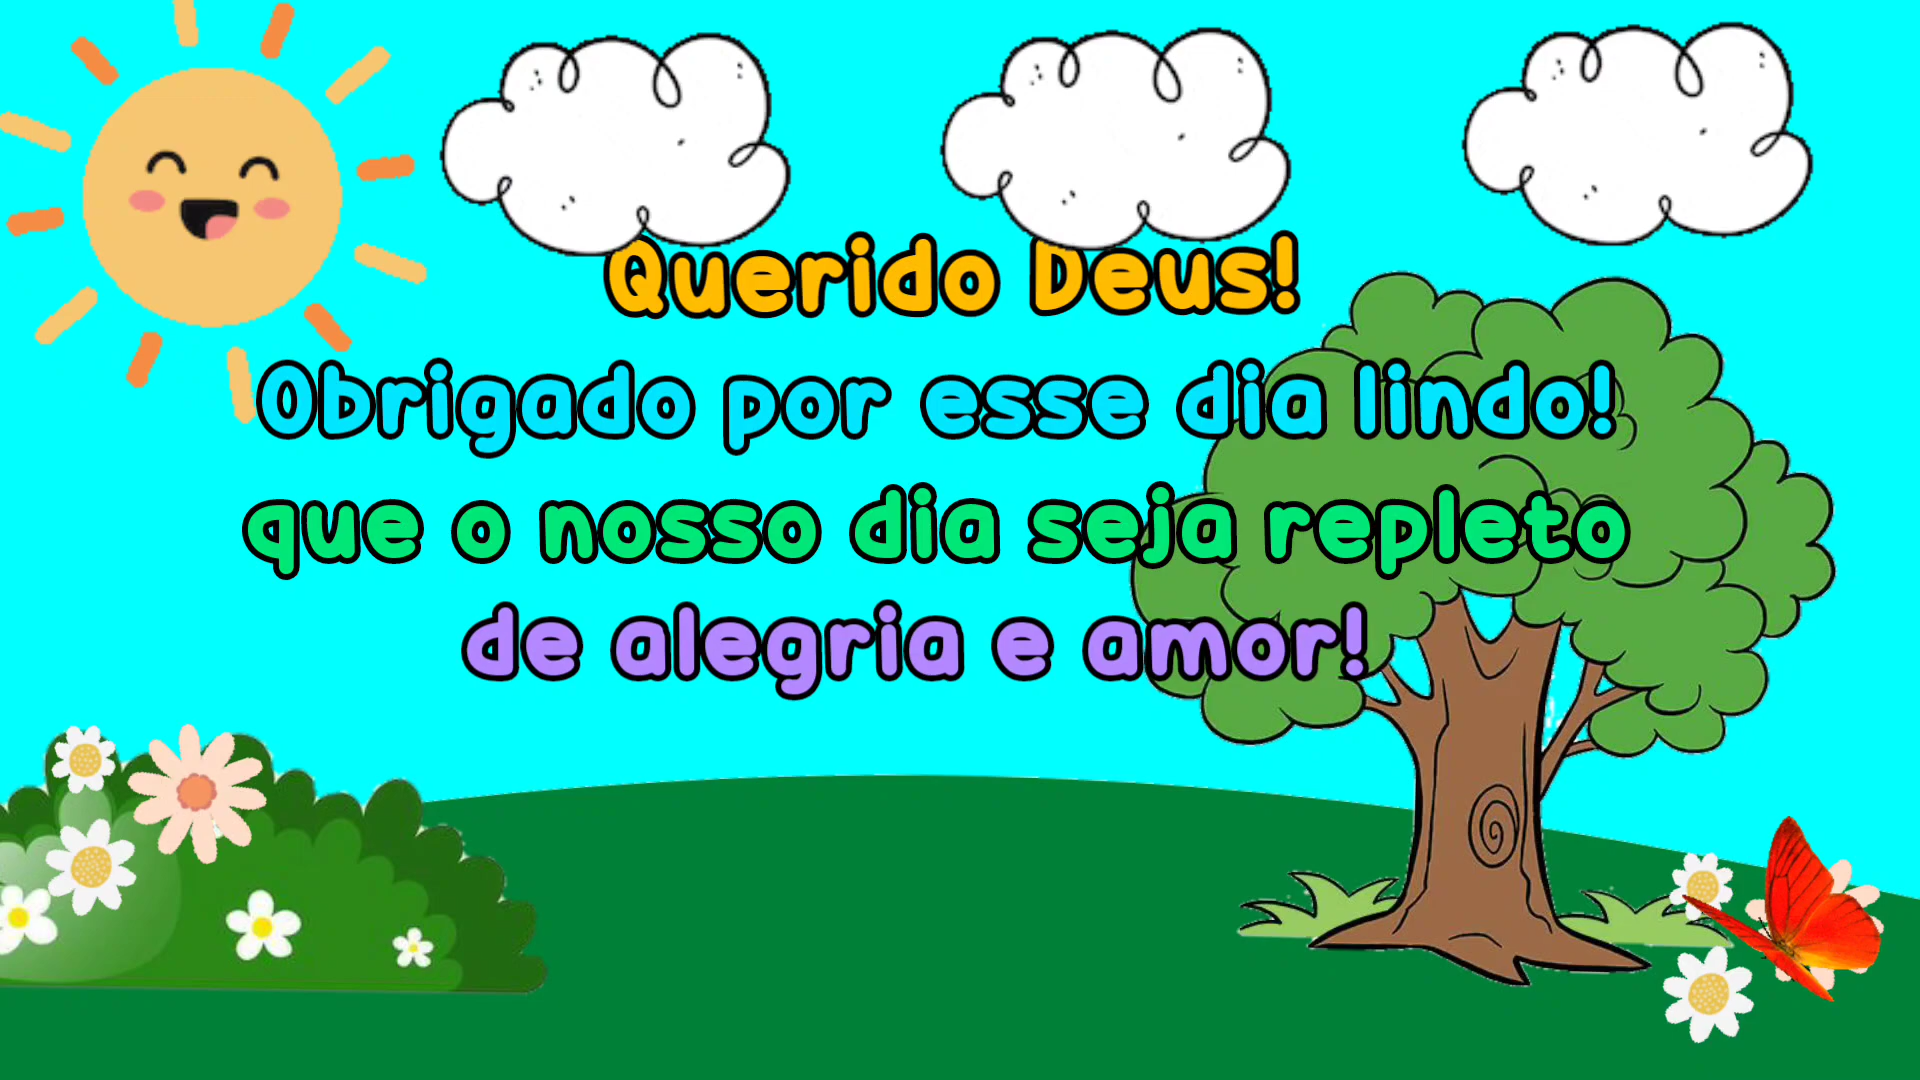 Querido Deus!
Obrigado por esse dia lindo!
que o nosso dia seja repleto
de alegria e amor!